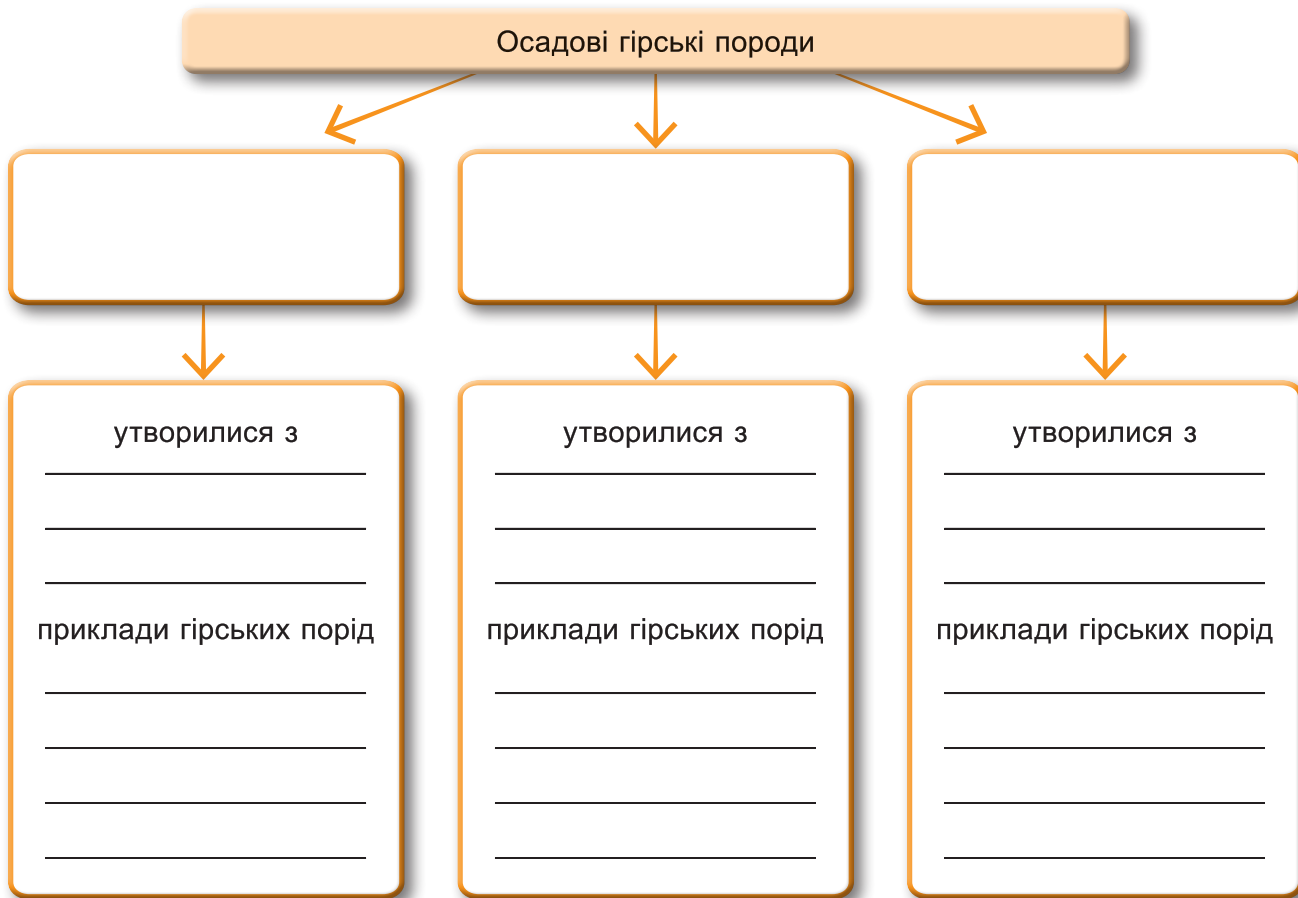 Осадові гірські породи
утворилися з
утворилися з
утворилися з
приклади гірських порід
приклади гірських порід
приклади гірських порід